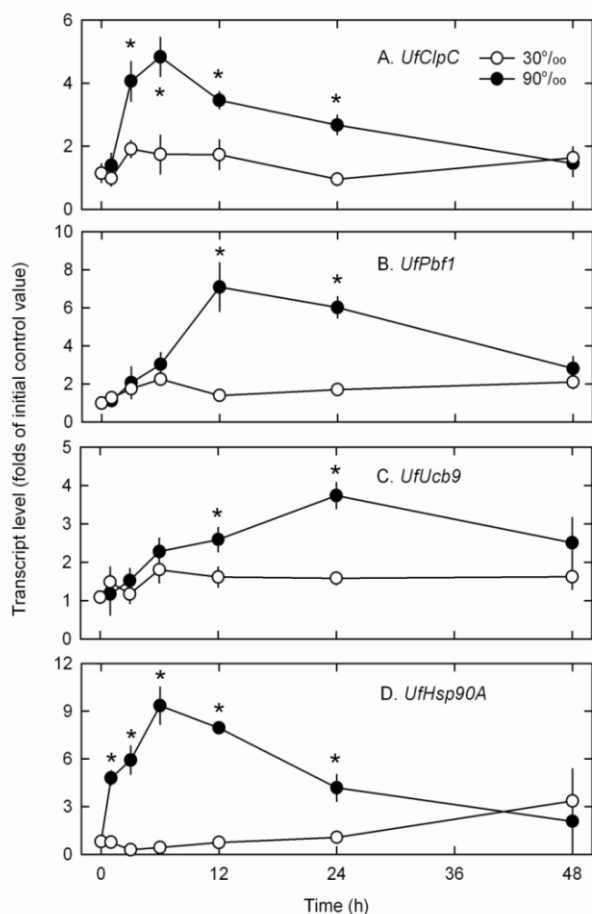 Transcript level (folds of initial control value)
6
4
2
0
A. UfClpC
30°/oo
90°/oo
* * * * *
10
8
6
4
2
0
B. UfPbf1
* *
5
4
3
2
1
0
C. UfUcb9
* *
12
9
6
3
0
D. UfHsp90A
* * * * *
0 12 24 36 48
Time (h)